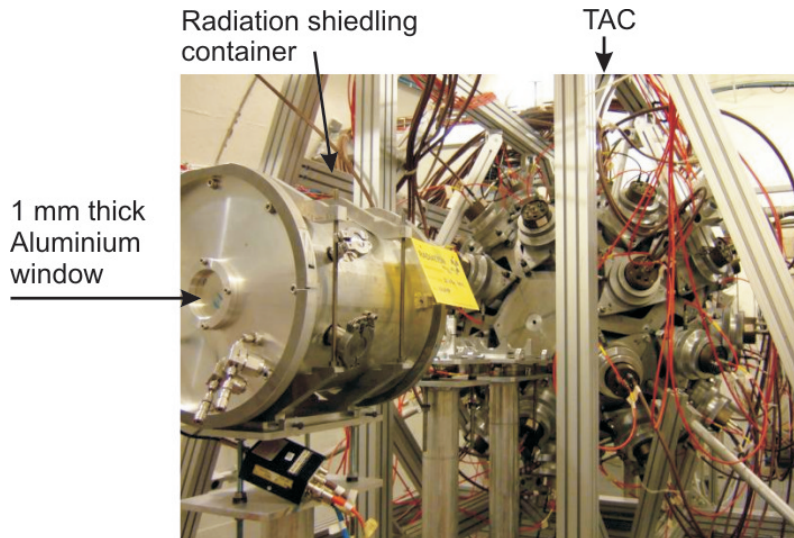 Radiation shiedling
container
TAC
1 mm thick
Aluminium
window